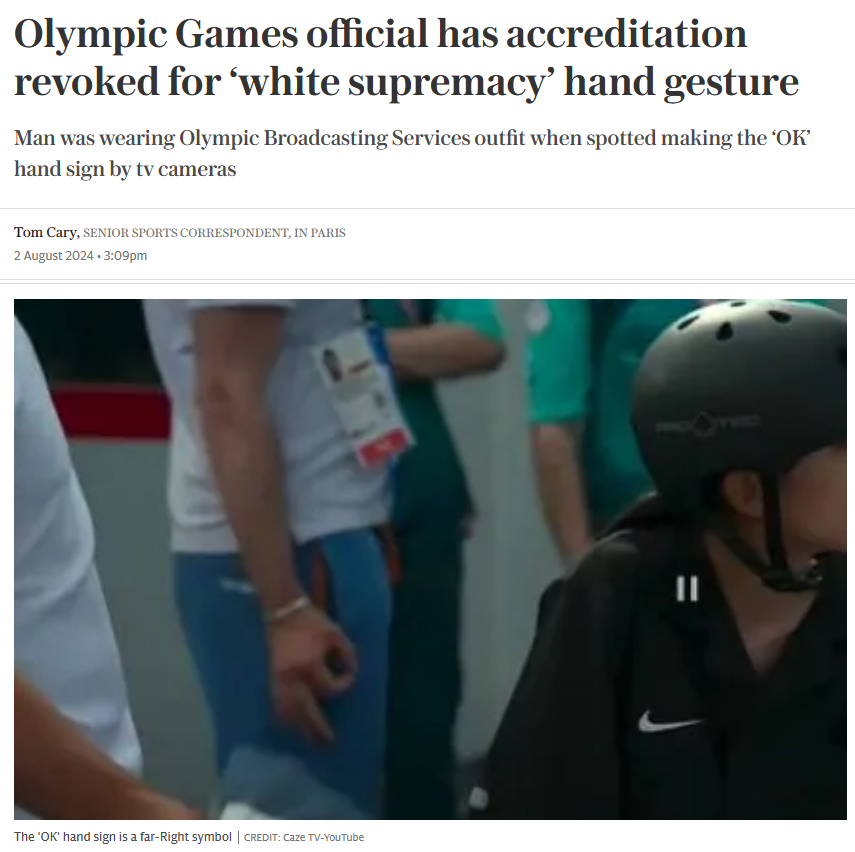 Olympic Games official has accreditation
revoked for ‘white supremacy’ hand gesture
Man was wearing Olympic Broadcasting Services outfit when spotted making the ‘OK’
hand sign by tv cameras
Tom Cary, SENIOR SPORTS CORRESPONDENT, IN PARIS
2 August 2024 • 3:09pm
PRO TEC
The 'OK' hand sign is a far-Right symbol | CREDIT: Caze TV-YouTube